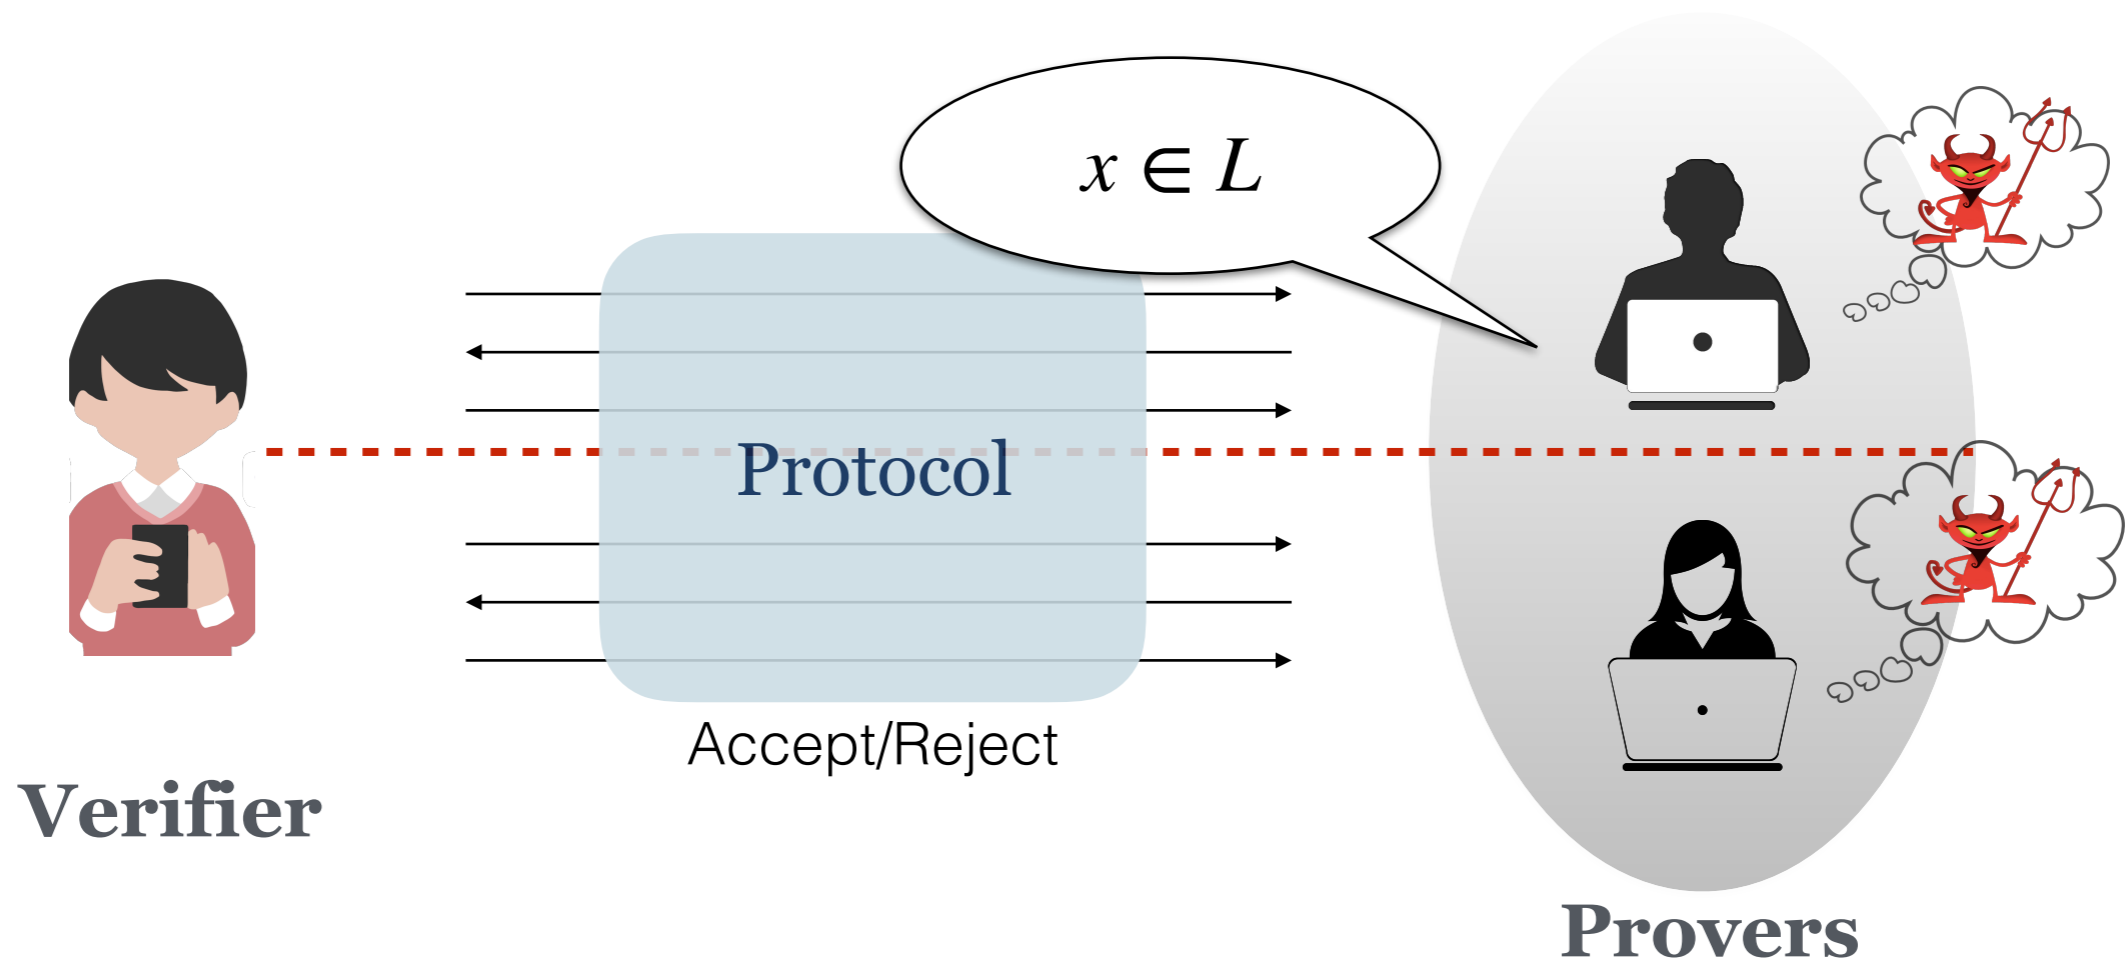 x ∈ L
Protocol
Accept/Reject
Verifier
Provers